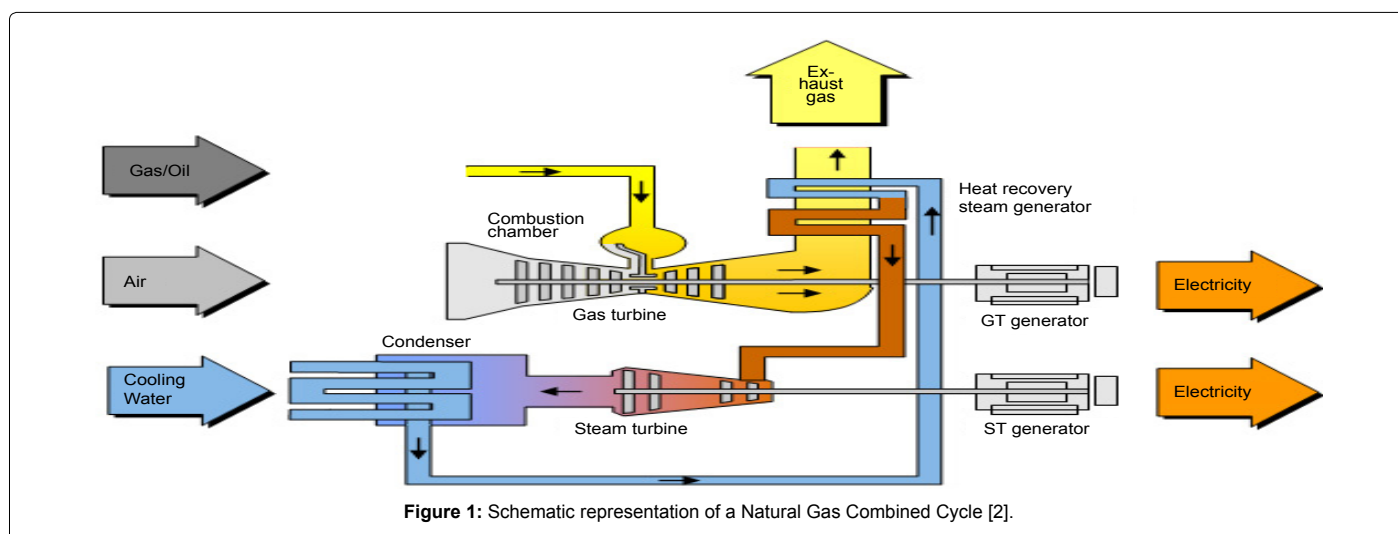 Ex-
haust
gas
Gas/Oil
Heat recovery
steam generator
Combustion
chamber
Air
Electricity
Gas turbine
GT generator
Condenser
Cooling
Water
Electricity
Steam turbine
ST generator
Figure 1: Schematic representation of a Natural Gas Combined Cycle [2].